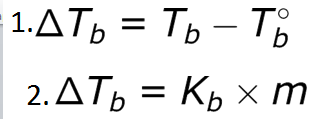 1. ΔT_b = T_b – T_b°
2. ΔT_b = K_b × m